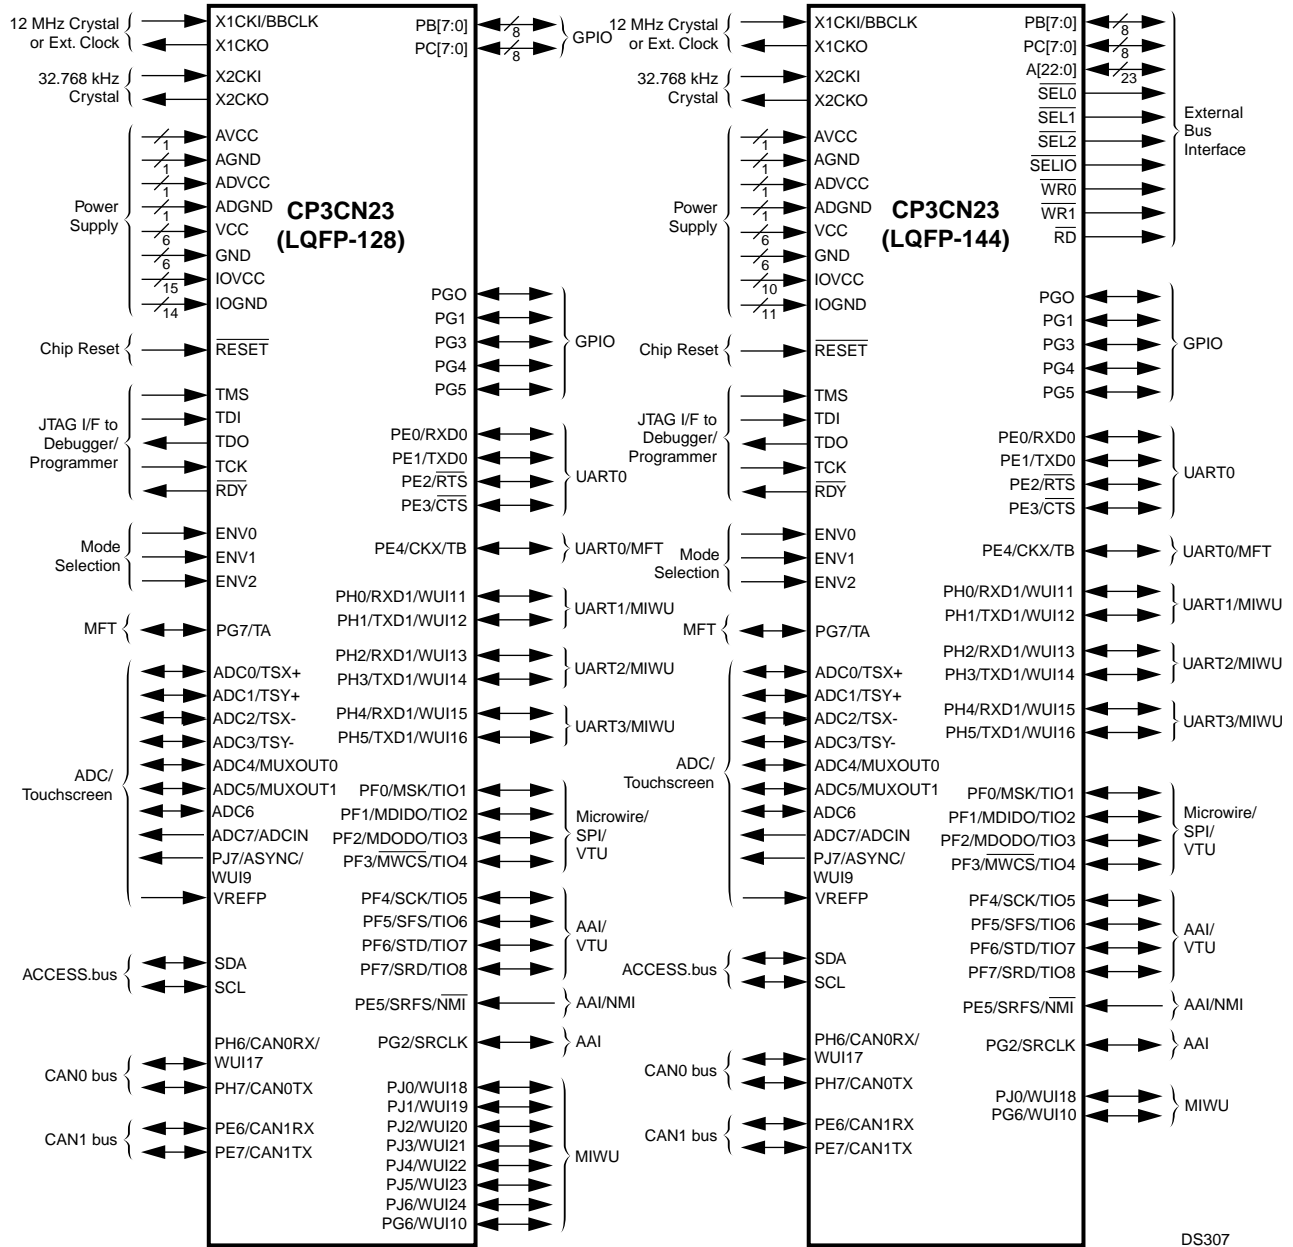 12 MHz Crystal
or Ext. Clock
X1CKI/BBCLK
X1CKO
32.768 kHz
Crystal
X2CKI
X2CKO
Power
Supply
1
AVCC
1
AGND
1
ADVCC
1
ADGND
6
VCC
6
GND
15
IOVCC
14
IOGND
Chip Reset
RESET
JTAG I/F to
Debugger/
Programmer
TMS
TDI
TDO
TCK
RDY
Mode
Selection
ENV0
ENV1
ENV2
MFT
PG7/TA
ADC/
Touchscreen
ADC0/TSX+
ADC1/TSY+
ADC2/TSX-
ADC3/TSY-
ADC4/MUXOUT0
ADC5/MUXOUT1
ADC6
ADC7/ADCIN
PJ7/ASYNC/
WUI9
VREFP
ACCESS.bus
SDA
SCL
CAN0 bus
PH6/CAN0RX/
WUI17
PH7/CAN0TX
CAN1 bus
PE6/CAN1RX
PE7/CAN1TX
CP3CN23
(LQFP-128)
PB[7:0]
8
PC[7:0]
8
GPIO
PGO
PG1
PG3
PG4
PG5
GPIO
PE0/RXD0
PE1/TXD0
PE2/RTS
PE3/CTS
UART0
PE4/CKX/TB
UART0/MFT
PH0/RXD1/WUI11
PH1/TXD1/WUI12
UART1/MIWU
PH2/RXD1/WUI13
PH3/TXD1/WUI14
UART2/MIWU
PH4/RXD1/WUI15
PH5/TXD1/WUI16
UART3/MIWU
PF0/MSK/TIO1
PF1/MDIDO/TIO2
PF2/MDODO/TIO3
PF3/MWCS/TIO4
Microwire/
SPI/
VTU
PF4/SCK/TIO5
PF5/SFS/TIO6
PF6/STD/TIO7
PF7/SRD/TIO8
AAI/
VTU
PE5/SRFS/NMI
AAI/NMI
PG2/SRCLK
AAI
PJ0/WUI18
PJ1/WUI19
PJ2/WUI20
PJ3/WUI21
PJ4/WUI22
PJ5/WUI23
PJ6/WUI24
PG6/WUI10
MIWU
12 MHz Crystal
or Ext. Clock
X1CKI/BBCLK
X1CKO
32.768 kHz
Crystal
X2CKI
X2CKO
Power
Supply
1
AVCC
1
AGND
1
ADVCC
1
ADGND
6
VCC
6
GND
10
IOVCC
11
IOGND
Chip Reset
RESET
JTAG I/F to
Debugger/
Programmer
TMS
TDI
TDO
TCK
RDY
Mode
Selection
ENV0
ENV1
ENV2
MFT
PG7/TA
ADC/
Touchscreen
ADC0/TSX+
ADC1/TSY+
ADC2/TSX-
ADC3/TSY-
ADC4/MUXOUT0
ADC5/MUXOUT1
ADC6
ADC7/ADCIN
PJ7/ASYNC/
WUI9
VREFP
ACCESS.bus
SDA
SCL
CAN0 bus
PH6/CAN0RX/
WUI17
PH7/CAN0TX
CAN1 bus
PE6/CAN1RX
PE7/CAN1TX
CP3CN23
(LQFP-144)
PB[7:0]
8
PC[7:0]
8
A[22:0]
23
SEL0
SEL1
SEL2
SELIO
WR0
WR1
RD
External
Bus
Interface
PGO
PG1
PG3
PG4
PG5
GPIO
PE0/RXD0
PE1/TXD0
PE2/RTS
PE3/CTS
UART0
PE4/CKX/TB
UART0/MFT
PH0/RXD1/WUI11
PH1/TXD1/WUI12
UART1/MIWU
PH2/RXD1/WUI13
PH3/TXD1/WUI14
UART2/MIWU
PH4/RXD1/WUI15
PH5/TXD1/WUI16
UART3/MIWU
PF0/MSK/TIO1
PF1/MDIDO/TIO2
PF2/MDODO/TIO3
PF3/MWCS/TIO4
Microwire/
SPI/
VTU
PF4/SCK/TIO5
PF5/SFS/TIO6
PF6/STD/TIO7
PF7/SRD/TIO8
AAI/
VTU
PE5/SRFS/NMI
AAI/NMI
PG2/SRCLK
AAI
PJ0/WUI18
PG6/WUI10
MIWU
DS307